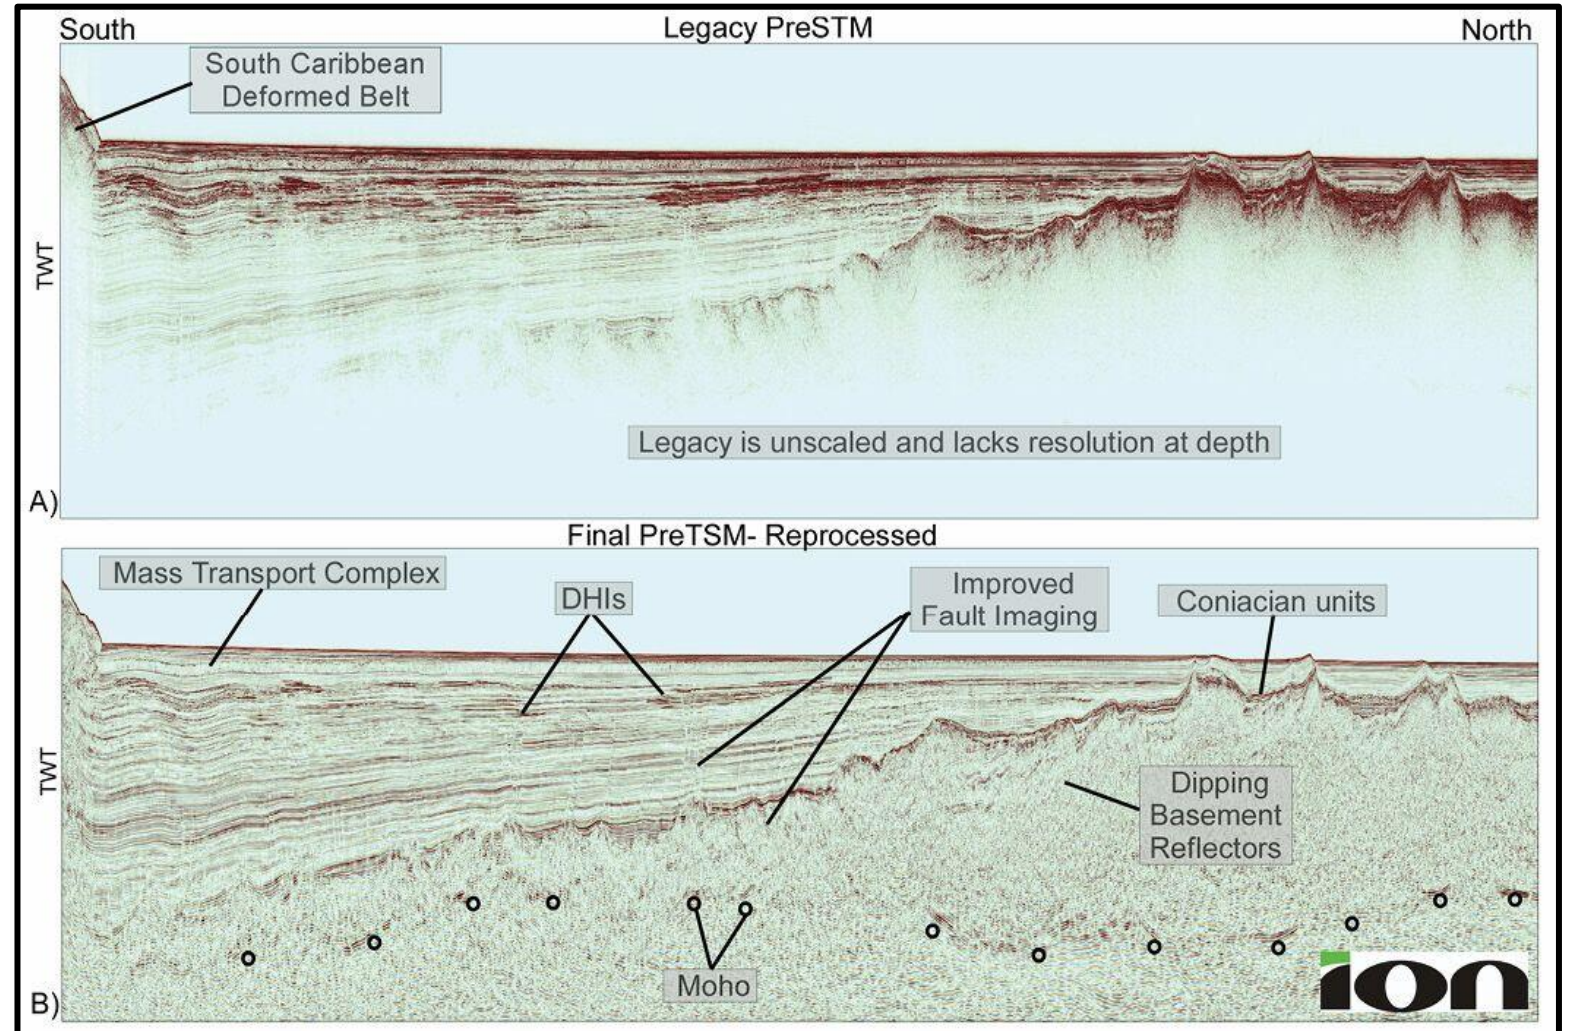 South
Legacy PreSTM
North
South Caribbean
Deformed Belt
TWT
Legacy is unscaled and lacks resolution at depth
A)
Final PreTSM- Reprocessed
Mass Transport Complex
DHIs
Improved
Fault Imaging
Coniacian units
TWT
Dipping
Basement
Reflectors
Moho
B)
ion